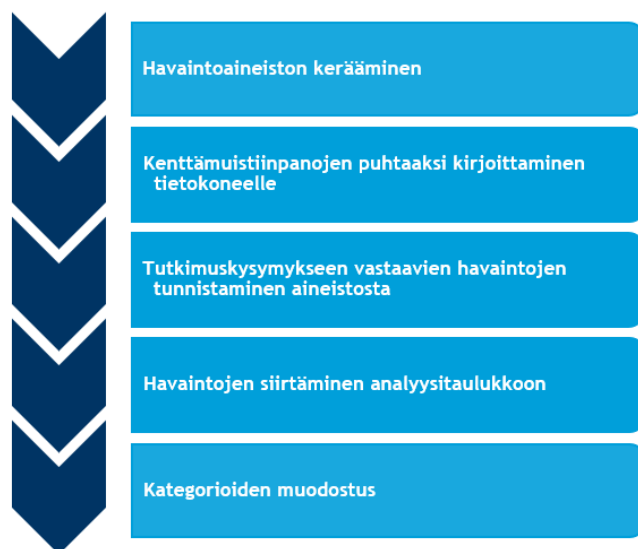 Havaintoaineiston kerääminen
Kenttämuistiinpanojen puhtaaksi kirjoittaminen
tietokoneelle
Tutkimuskysymykseen vastaavien havaintojen
tunnistaminen aineistosta
Havaintojen siirtäminen analyysitaulukkoon
Kategorioiden muodostus